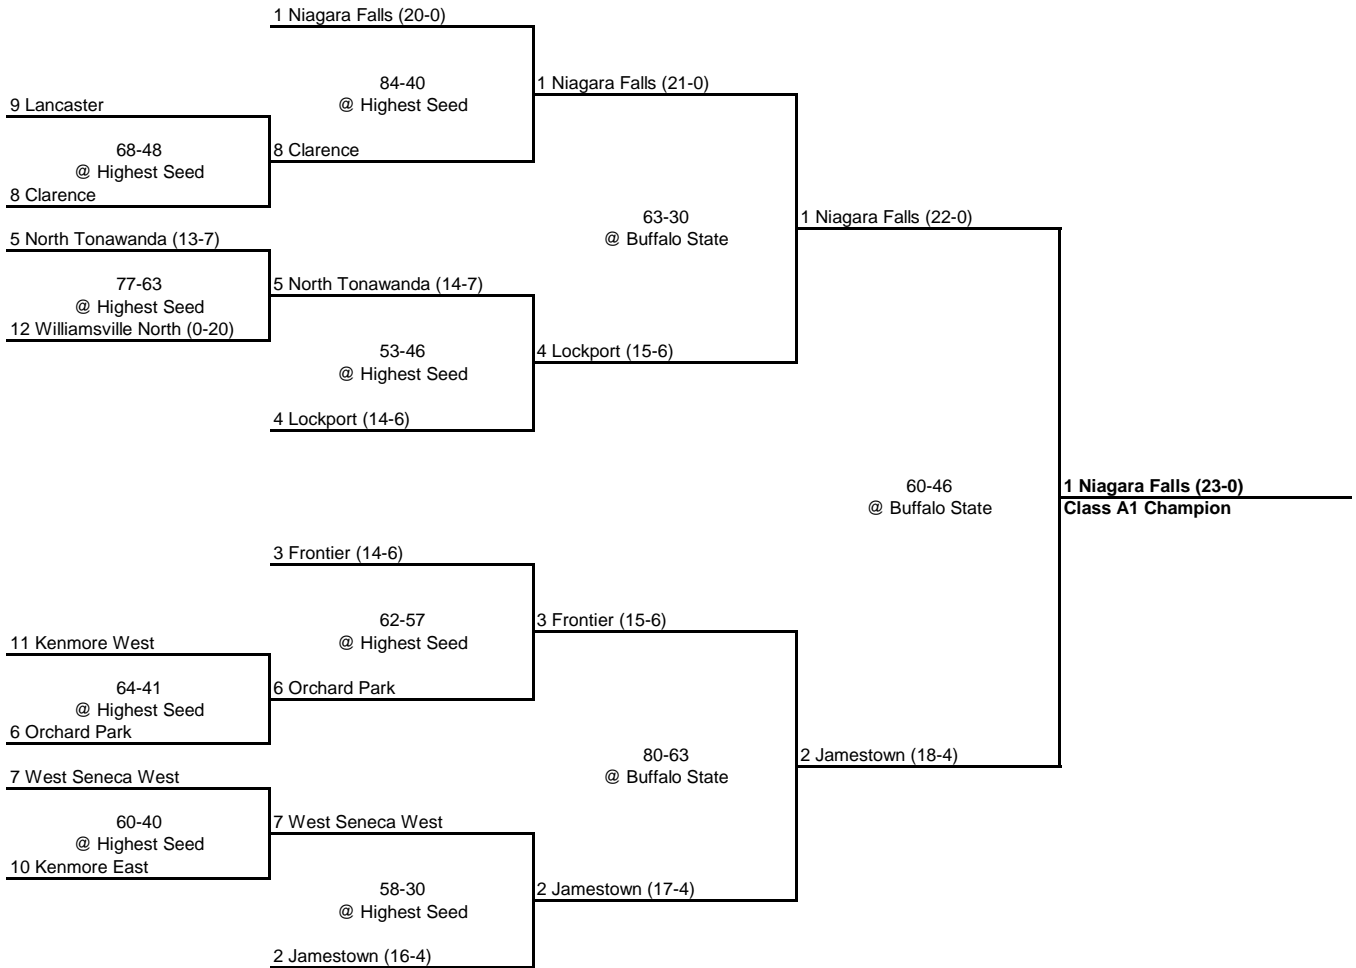 1 Niagara Falls (20-0)
84-40
@ Highest Seed
1 Niagara Falls (21-0)
9 Lancaster
68-48
@ Highest Seed
8 Clarence
8 Clarence
63-30
@ Buffalo State
1 Niagara Falls (22-0)
5 North Tonawanda (13-7)
77-63
@ Highest Seed
5 North Tonawanda (14-7)
12 Williamsville North (0-20)
53-46
@ Highest Seed
4 Lockport (15-6)
4 Lockport (14-6)
60-46
@ Buffalo State
1 Niagara Falls (23-0)
Class A1 Champion
3 Frontier (14-6)
62-57
@ Highest Seed
3 Frontier (15-6)
11 Kenmore West
64-41
@ Highest Seed
6 Orchard Park
6 Orchard Park
80-63
@ Buffalo State
2 Jamestown (18-4)
7 West Seneca West
60-40
@ Highest Seed
7 West Seneca West
10 Kenmore East
58-30
@ Highest Seed
2 Jamestown (17-4)
2 Jamestown (16-4)